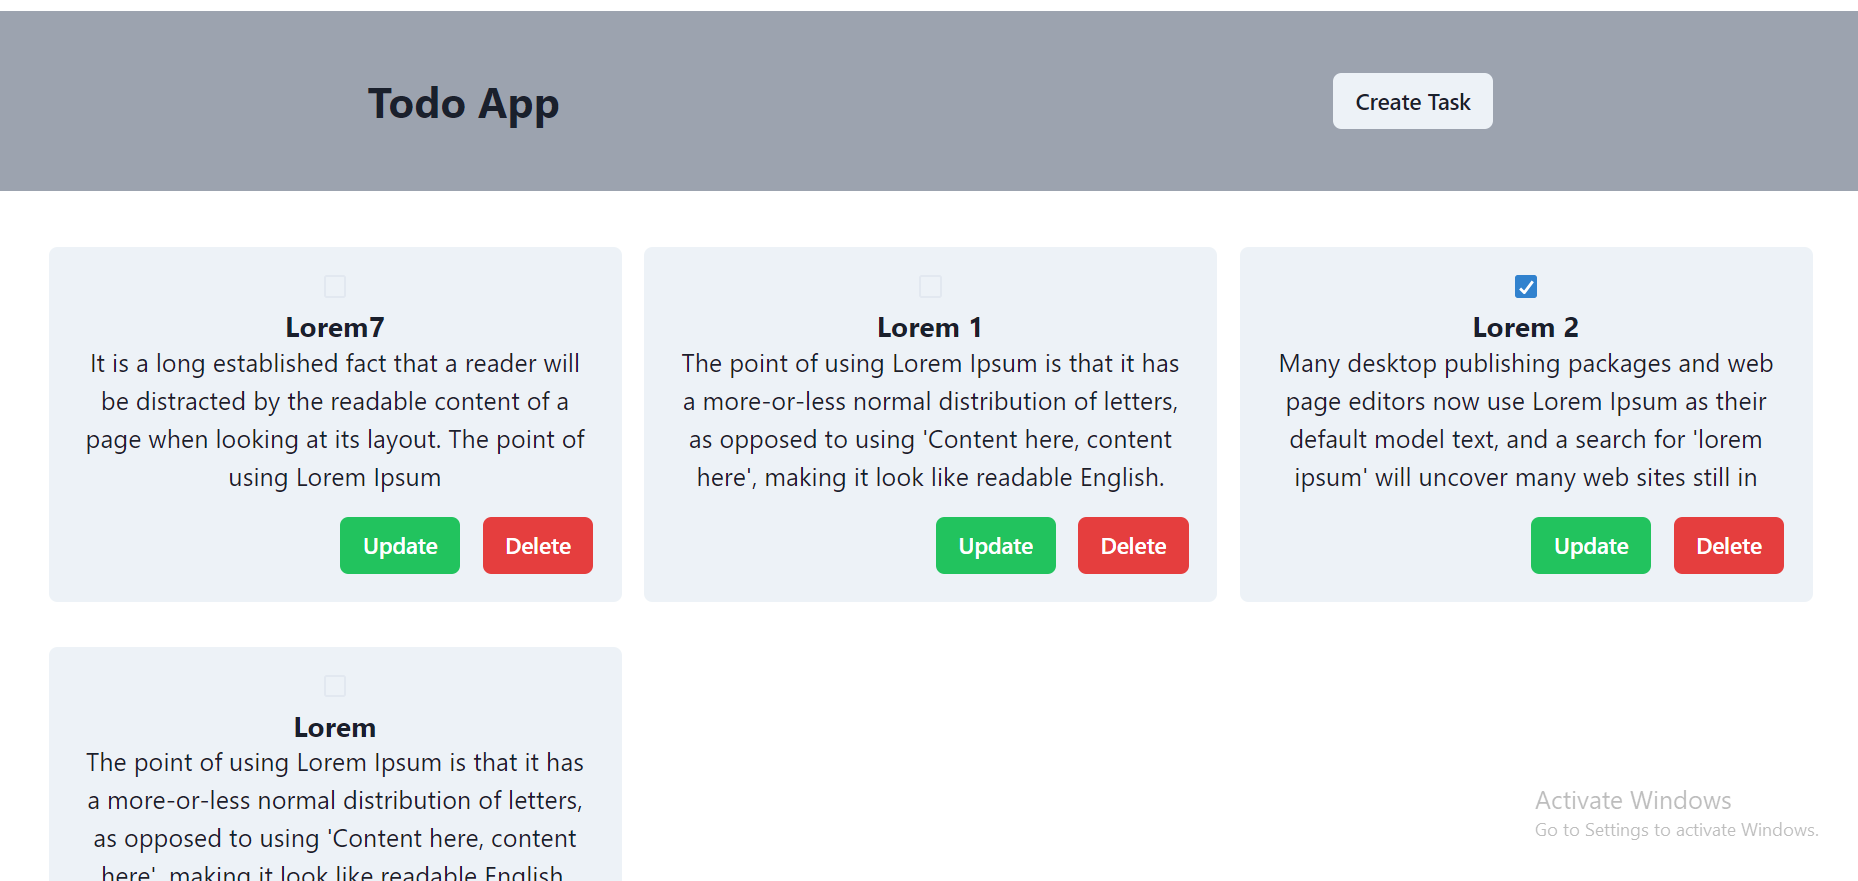 Todo App
Create Task
Lorem7
It is a long established fact that a reader will
be distracted by the readable content of a
page when looking at its layout. The point of
using Lorem Ipsum
Update
Delete
Lorem 1
The point of using Lorem Ipsum is that it has
a more-or-less normal distribution of letters,
as opposed to using 'Content here, content
here', making it look like readable English.
Update
Delete
Lorem 2
Many desktop publishing packages and web
page editors now use Lorem Ipsum as their
default model text, and a search for 'lorem
ipsum' will uncover many web sites still in
Update
Delete
Lorem
The point of using Lorem Ipsum is that it has
a more-or-less normal distribution of letters,
as opposed to using 'Content here, content
here', making it look like readable English.
Activate Windows
Go to Settings to activate Windows.